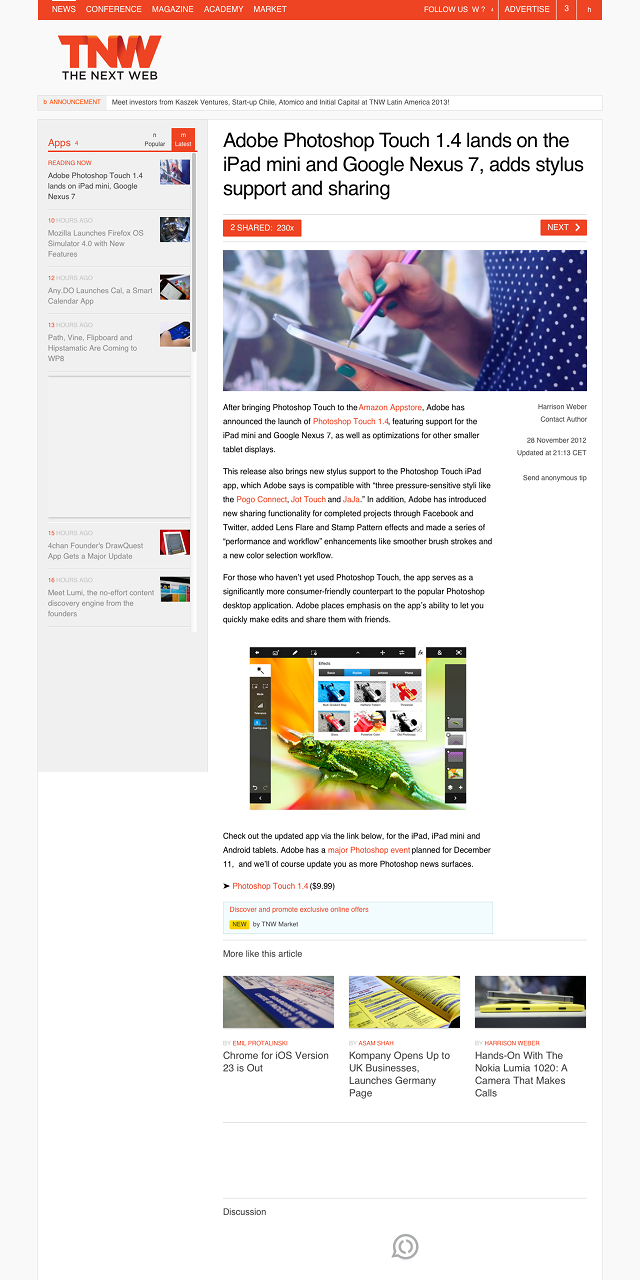 NEWS CONFERENCE MAGAZINE ACADEMY MARKET FOLLOW US W ? 4 ADVERTISE 3 h
TNW
THE NEXT WEB
b ANNOUNCEMENT Meet investors from Kaszek Ventures, Start-up Chile, Atomico and Initial Capital at TNW Latin America 2013!
Apps 4
n
Popular
m
Latest
READING NOW
Adobe Photoshop Touch 1.4
lands on iPad mini, Google
Nexus 7
10 HOURS AGO
Mozilla Launches Firefox OS
Simulator 4.0 with New
Features
12 HOURS AGO
Any.DO Launches Cal, a Smart
Calendar App
13 HOURS AGO
Path, Vine, Flipboard and
Hipstamatic Are Coming to
WP8
15 HOURS AGO
4chan Founder's DrawQuest
App Gets a Major Update
16 HOURS AGO
Meet Lumi, the no-effort content
discovery engine from the
founders
Adobe Photoshop Touch 1.4 lands on the
iPad mini and Google Nexus 7, adds stylus
support and sharing
2 SHARED: 230x
NEXT
After bringing Photoshop Touch to the Amazon Appstore, Adobe has
announced the launch of Photoshop Touch 1.4, featuring support for the
iPad mini and Google Nexus 7, as well as optimizations for other smaller
tablet displays.
Harrison Weber
Contact Author
28 November 2012
Updated at 21:13 CET
Send anonymous tip
This release also brings new stylus support to the Photoshop Touch iPad
app, which Adobe says is compatible with “three pressure-sensitive styli like
the Pogo Connect, Jot Touch and JaJa.” In addition, Adobe has introduced
new sharing functionality for completed projects through Facebook and
Twitter, added Lens Flare and Stamp Pattern effects and made a series of
“performance and workflow” enhancements like smoother brush strokes and
a new color selection workflow.
For those who haven't yet used Photoshop Touch, the app serves as a
significantly more consumer-friendly counterpart to the popular Photoshop
desktop application. Adobe places emphasis on the app's ability to let you
quickly make edits and share them with friends.
Effects
Basic Stylize Artistic Photo
Check out the updated app via the link below, for the iPad, iPad mini and
Android tablets. Adobe has a major Photoshop event planned for December
11, and we'll of course update you as more Photoshop news surfaces.
➤ Photoshop Touch 1.4 ($9.99)
Discover and promote exclusive online offers
NEW by TNW Market
More like this article
BY EMIL PROTALINSKI
Chrome for iOS Version
23 is Out
BY ASAM SHAH
Kompany Opens Up to
UK Businesses,
Launches Germany
Page
BY HARRISON WEBER
Hands-On With The
Nokia Lumia 1020: A
Camera That Makes
Calls
Discussion